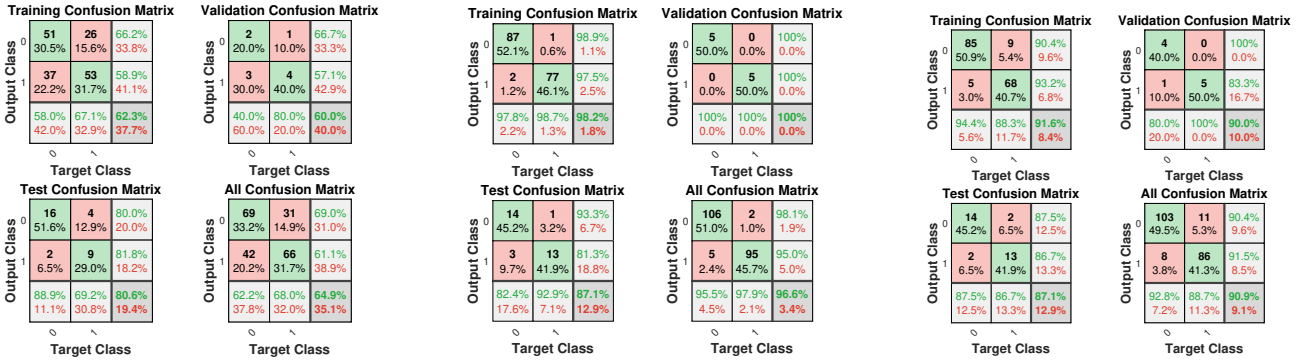 Training Confusion Matrix
51 26 66.2%
30.5% 15.6% 33.8%
0
37 53 58.9%
22.2% 31.7% 41.1%
1
58.0% 67.1% 62.3%
42.0% 32.9% 37.7%
0 1
Output Class
Target Class
Validation Confusion Matrix
2 1 66.7%
20.0% 10.0% 33.3%
0
3 4 57.1%
30.0% 40.0% 42.9%
1
40.0% 80.0% 60.0%
60.0% 20.0% 40.0%
0 1
Output Class
Target Class
Test Confusion Matrix
16 4 80.0%
51.6% 12.9% 20.0%
0
2 9 81.8%
6.5% 29.0% 18.2%
1
88.9% 69.2% 80.6%
11.1% 30.8% 19.4%
0 1
Output Class
Target Class
All Confusion Matrix
69 31 69.0%
33.2% 14.9% 31.0%
0
42 66 61.1%
20.2% 31.7% 38.9%
1
62.2% 68.0% 64.9%
37.8% 32.0% 35.1%
0 1
Output Class
Target Class
Training Confusion Matrix
87 1 98.9%
52.1% 0.6% 1.1%
0
2 77 97.5%
1.2% 46.1% 2.5%
1
97.8% 98.7% 98.2%
2.2% 1.3% 1.8%
0 1
Output Class
Target Class
Validation Confusion Matrix
5 0 100%
50.0% 0.0% 0.0%
0
0 5 100%
0.0% 50.0% 0.0%
1
100% 100% 100%
0.0% 0.0% 0.0%
0 1
Output Class
Target Class
Test Confusion Matrix
14 1 93.3%
45.2% 3.2% 6.7%
0
3 13 81.3%
9.7% 41.9% 18.8%
1
82.4% 92.9% 87.1%
17.6% 7.1% 12.9%
0 1
Output Class
Target Class
All Confusion Matrix
106 2 98.1%
51.0% 1.0% 1.9%
0
5 95 95.0%
2.4% 45.7% 5.0%
1
95.5% 97.9% 96.6%
4.5% 2.1% 3.4%
0 1
Output Class
Target Class
Training Confusion Matrix
85 9 90.4%
50.9% 5.4% 9.6%
0
5 68 93.2%
3.0% 40.7% 6.8%
1
94.4% 88.3% 91.6%
5.6% 11.7% 8.4%
0 1
Output Class
Target Class
Validation Confusion Matrix
4 0 100%
40.0% 0.0% 0.0%
0
1 5 83.3%
10.0% 50.0% 16.7%
1
80.0% 100% 90.0%
20.0% 0.0% 10.0%
0 1
Output Class
Target Class
Test Confusion Matrix
14 2 87.5%
45.2% 6.5% 12.5%
0
2 13 86.7%
6.5% 41.9% 13.3%
1
87.5% 86.7% 87.1%
12.5% 13.3% 12.9%
0 1
Output Class
Target Class
All Confusion Matrix
103 11 90.4%
49.5% 5.3% 9.6%
0
8 86 91.5%
3.8% 41.3% 8.5%
1
92.8% 88.7% 90.9%
7.2% 11.3% 9.1%
0 1
Output Class
Target Class